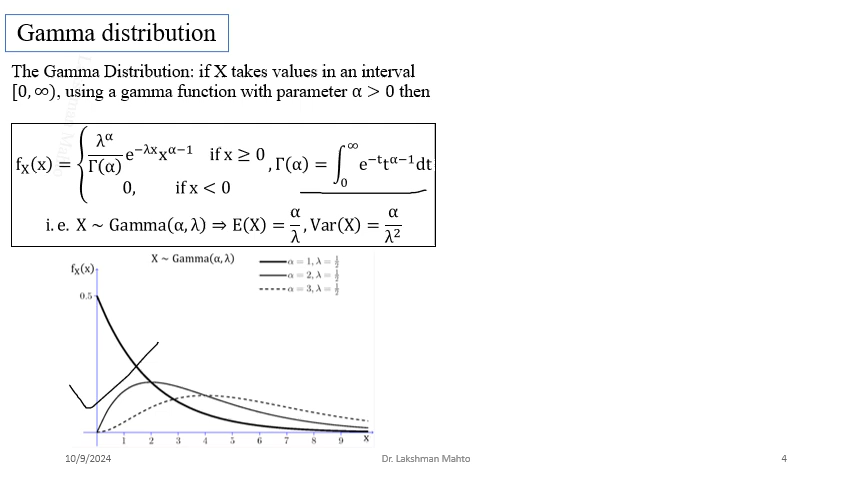 Gamma distribution
The Gamma Distribution: if X takes values in an interval
[0, ∞), using a gamma function with parameter α > 0 then
f_X(x) = { λ^α/Γ(α) e^−λx x^α−1 if x ≥ 0 , Γ(α) = ∫_0^∞ e^−t t^α−1 dt
0, if x < 0
i. e. X ~ Gamma(α, λ) ⇒ E(X) = α/λ , Var(X) = α/λ²
f_X(x)
X ~ Gamma(α, λ)
α = 1, λ = 1/2
α = 2, λ = 1/2
α = 3, λ = 1/2
0.5
1 2 3 4 5 6 7 8 9 X
10/9/2024 Dr. Lakshman Mahto 4